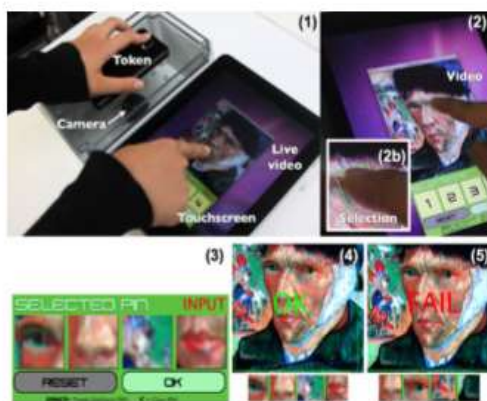 (1)
Token
Camera
Live
video
Touchscreen
(2)
Video
(2b)
Selection
1 2 3
(3)
SELECTED PIN INPUT
RESET OK
(4)
OK
(5)
FAIL